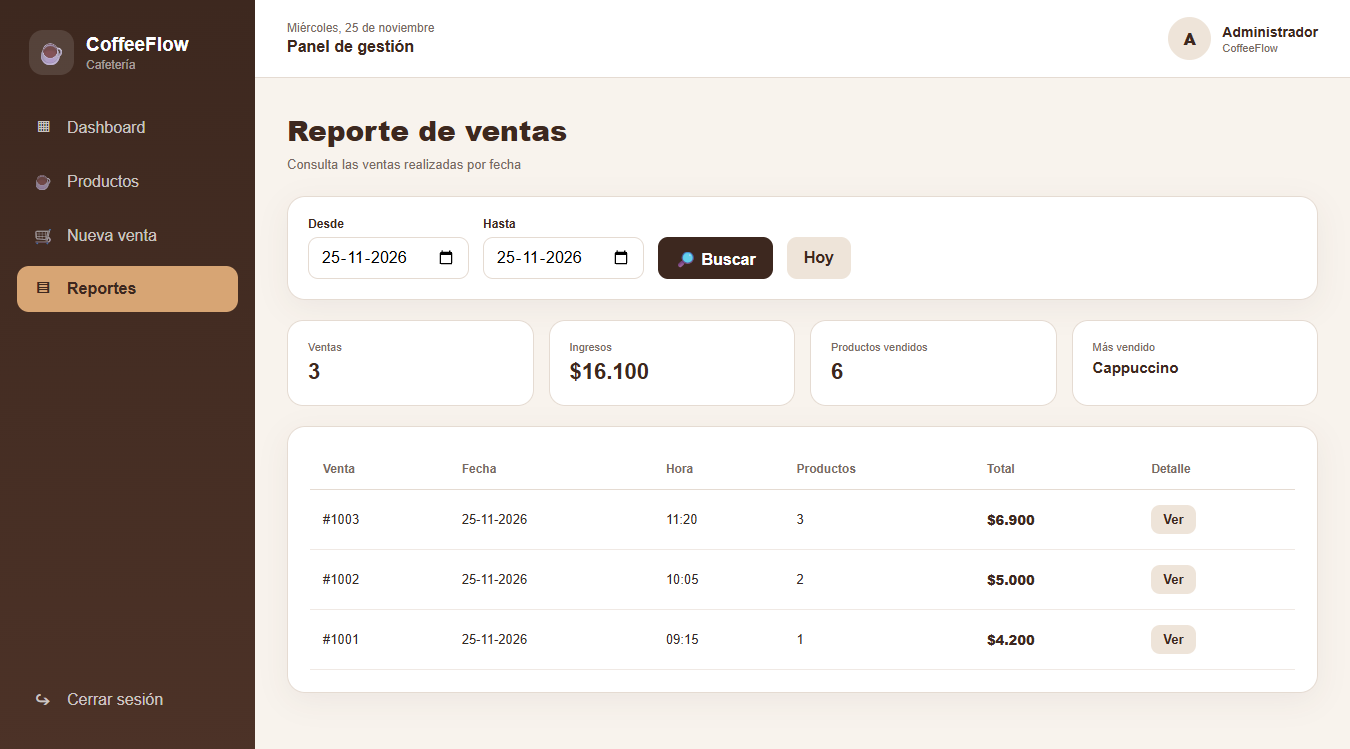 CoffeeFlow
Cafetería
Dashboard
Productos
Nueva venta
Reportes
Cerrar sesión
Miércoles, 25 de noviembre
Panel de gestión
A
Administrador
CoffeeFlow
Reporte de ventas
Consulta las ventas realizadas por fecha
Desde Hasta
25-11-2026 25-11-2026 Buscar Hoy
Ventas Ingresos Productos vendidos Más vendido
3 $16.100 6 Cappuccino
Venta Fecha Hora Productos Total Detalle
#1003 25-11-2026 11:20 3 $6.900 Ver
#1002 25-11-2026 10:05 2 $5.000 Ver
#1001 25-11-2026 09:15 1 $4.200 Ver